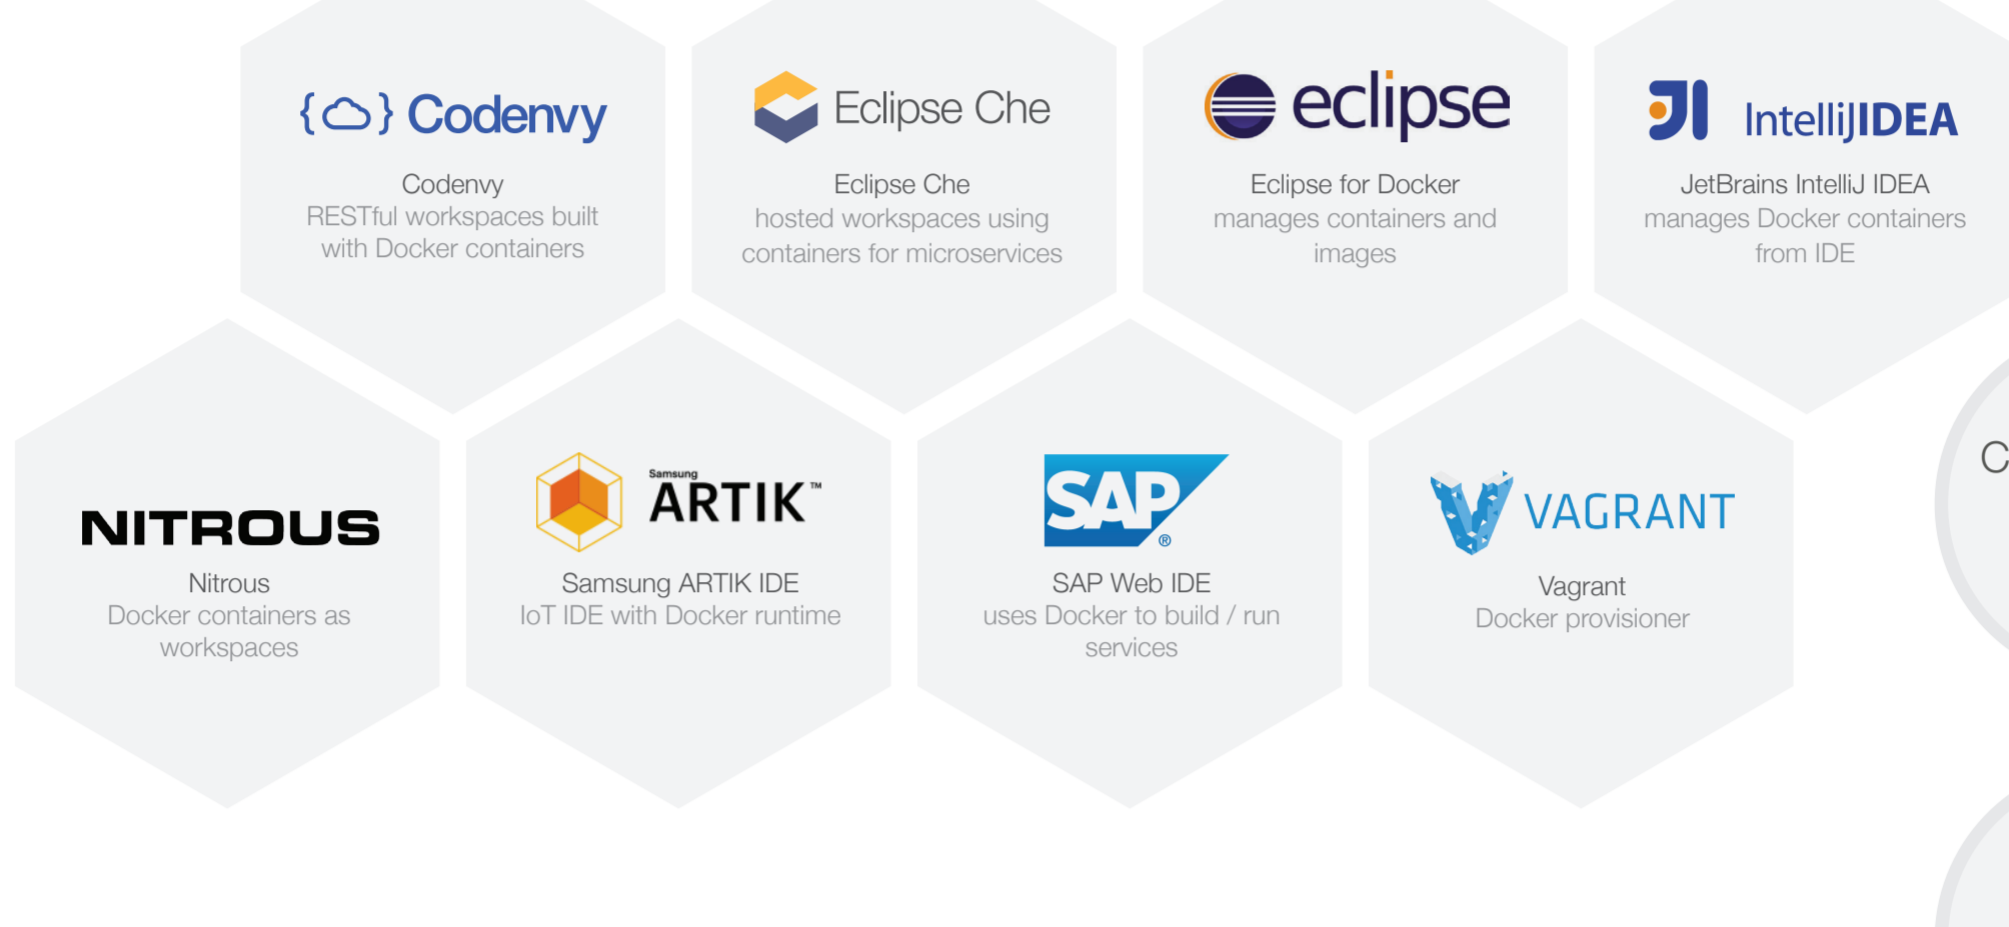 { } Codenvy
Codenvy
RESTful workspaces built
with Docker containers
Eclipse Che
Eclipse Che
hosted workspaces using
containers for microservices
eclipse
Eclipse for Docker
manages containers and
images
JI IntelliJIDEA
JetBrains IntelliJ IDEA
manages Docker containers
from IDE
NITROUS
Nitrous
Docker containers as
workspaces
Samsung
ARTIK™
Samsung ARTIK IDE
IoT IDE with Docker runtime
SAP®
SAP Web IDE
uses Docker to build / run
services
VAGRANT
Vagrant
Docker provisioner
C